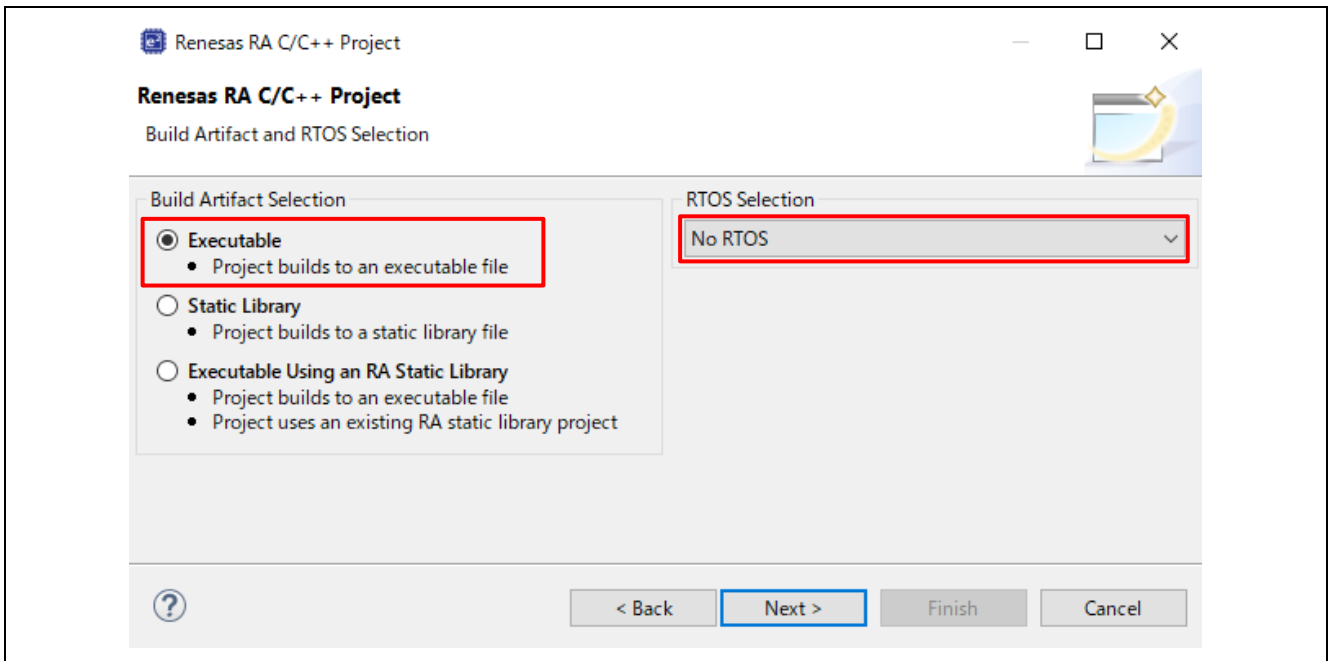 Renesas RA C/C++ Project
Renesas RA C/C++ Project
Build Artifact and RTOS Selection
Build Artifact Selection
Executable
• Project builds to an executable file
Static Library
• Project builds to a static library file
Executable Using an RA Static Library
• Project builds to an executable file
• Project uses an existing RA static library project
RTOS Selection
No RTOS
?
< Back
Next >
Finish
Cancel